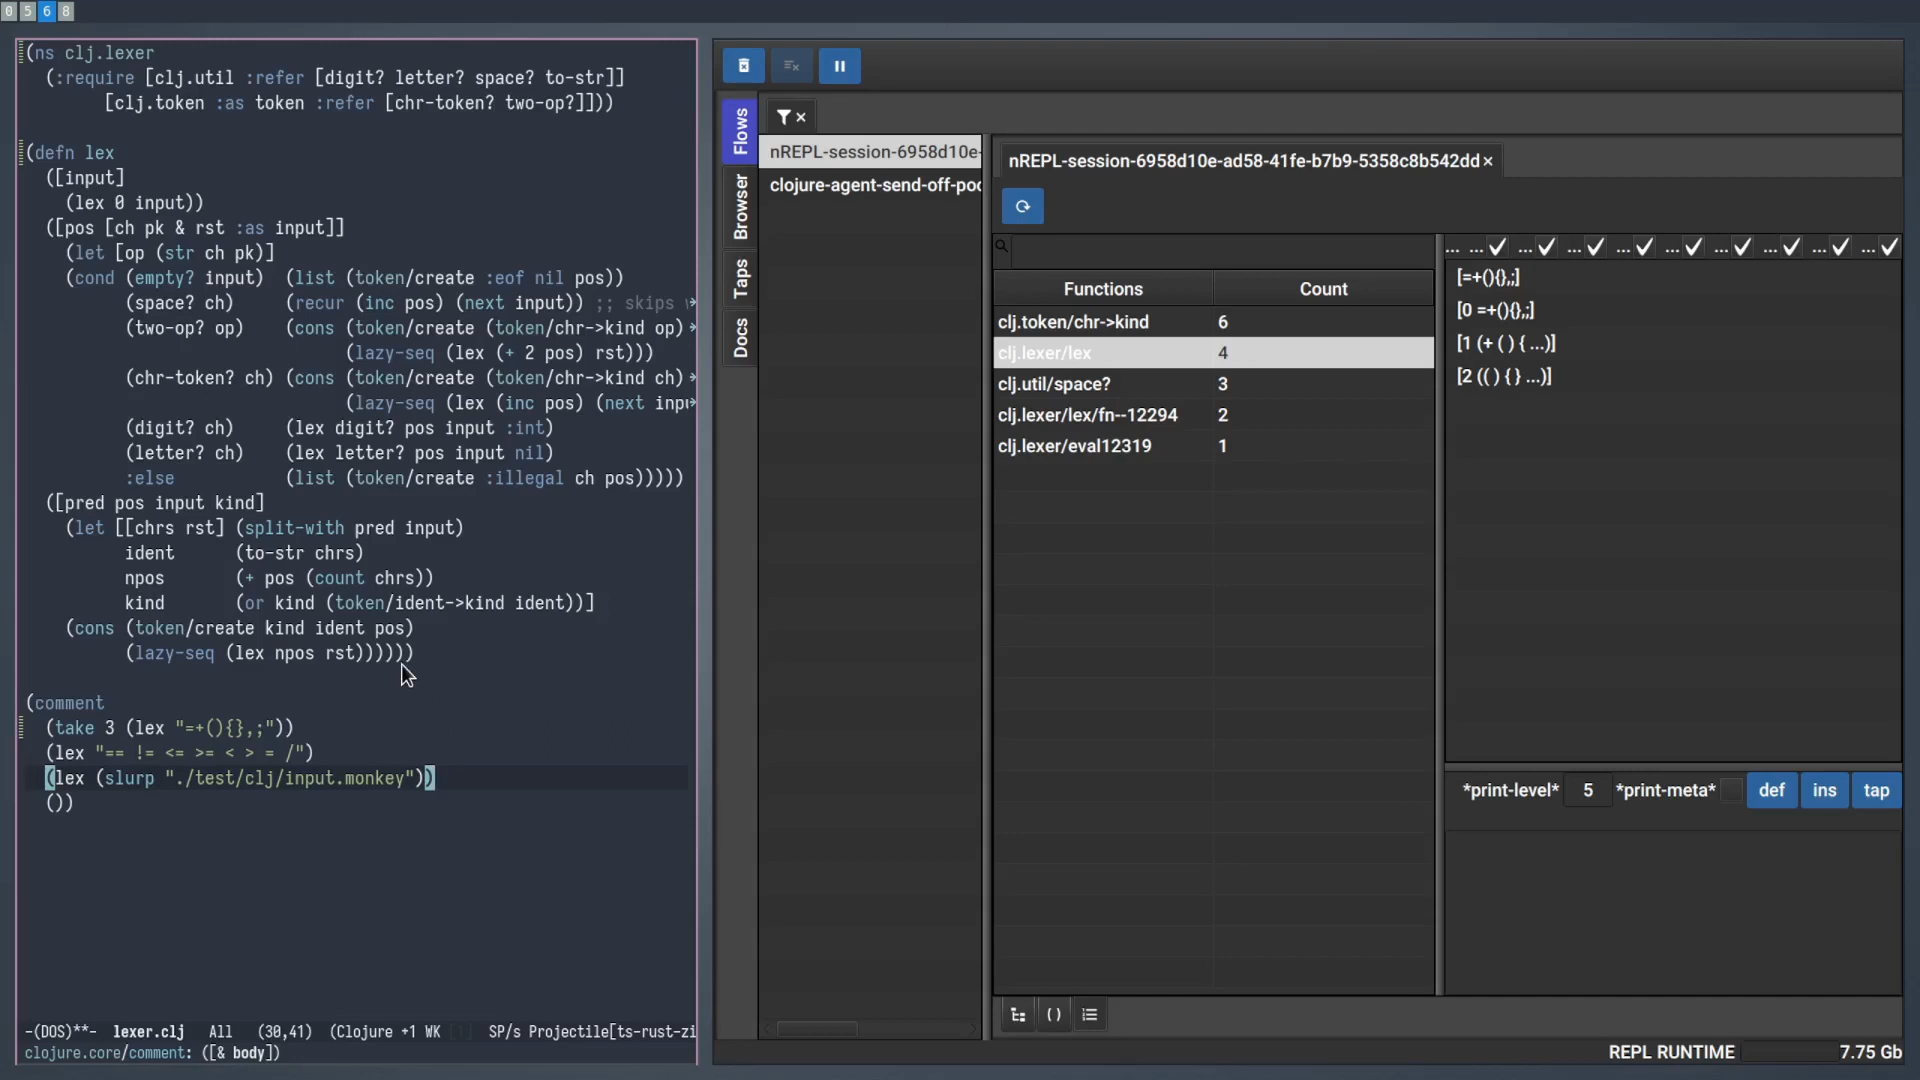 0 5 6 8
(ns clj.lexer
(:require [clj.util :refer [digit? letter? space? to-str]]
[clj.token :as token :refer [chr-token? two-op?]]))
(defn lex
([input]
(lex 0 input))
([pos [ch pk & rst :as input]]
(let [op (str ch pk)]
(cond (empty? input) (list (token/create :eof nil pos))
(space? ch) (recur (inc pos) (next input)) ;; skips
(two-op? op) (cons (token/create (token/chr->kind op)
(lazy-seq (lex (+ 2 pos) rst)))
(chr-token? ch) (cons (token/create (token/chr->kind ch)
(lazy-seq (lex (inc pos) (next inpu
(digit? ch) (lex digit? pos input :int)
(letter? ch) (lex letter? pos input nil)
:else (list (token/create :illegal ch pos)))))
([pred pos input kind]
(let [[chrs rst] (split-with pred input)
ident (to-str chrs)
npos (+ pos (count chrs))
kind (or kind (token/ident->kind ident))]
(cons (token/create kind ident pos)
(lazy-seq (lex npos rst))))))
(comment
(take 3 (lex "=+(){},;"))
(lex "== != <= >= < > = /")
(lex (slurp "./test/clj/input.monkey"))
())
-(DOS)**- lexer.clj All (30,41) (Clojure +1 WK SP/s Projectile[ts-rust-zi
clojure.core/comment: ([& body])
Flows
Browser
Taps
Docs
nREPL-session-6958d10e-
clojure-agent-send-off-poo
nREPL-session-6958d10e-ad58-41fe-b7b9-5358c8b542dd ×
Functions Count
clj.token/chr->kind 6
clj.lexer/lex 4
clj.util/space? 3
clj.lexer/lex/fn--12294 2
clj.lexer/eval12319 1
... ... ✓ ... ✓ ... ✓ ... ✓ ... ✓ ... ✓ ... ✓ ... ✓ ... ✓
[=+(){},;]
[0 =+(){},;]
[1 (+ ( ) { ...)]
[2 (( ) { } ...)]
*print-level* 5 *print-meta* def ins tap
REPL RUNTIME 7.75 Gb